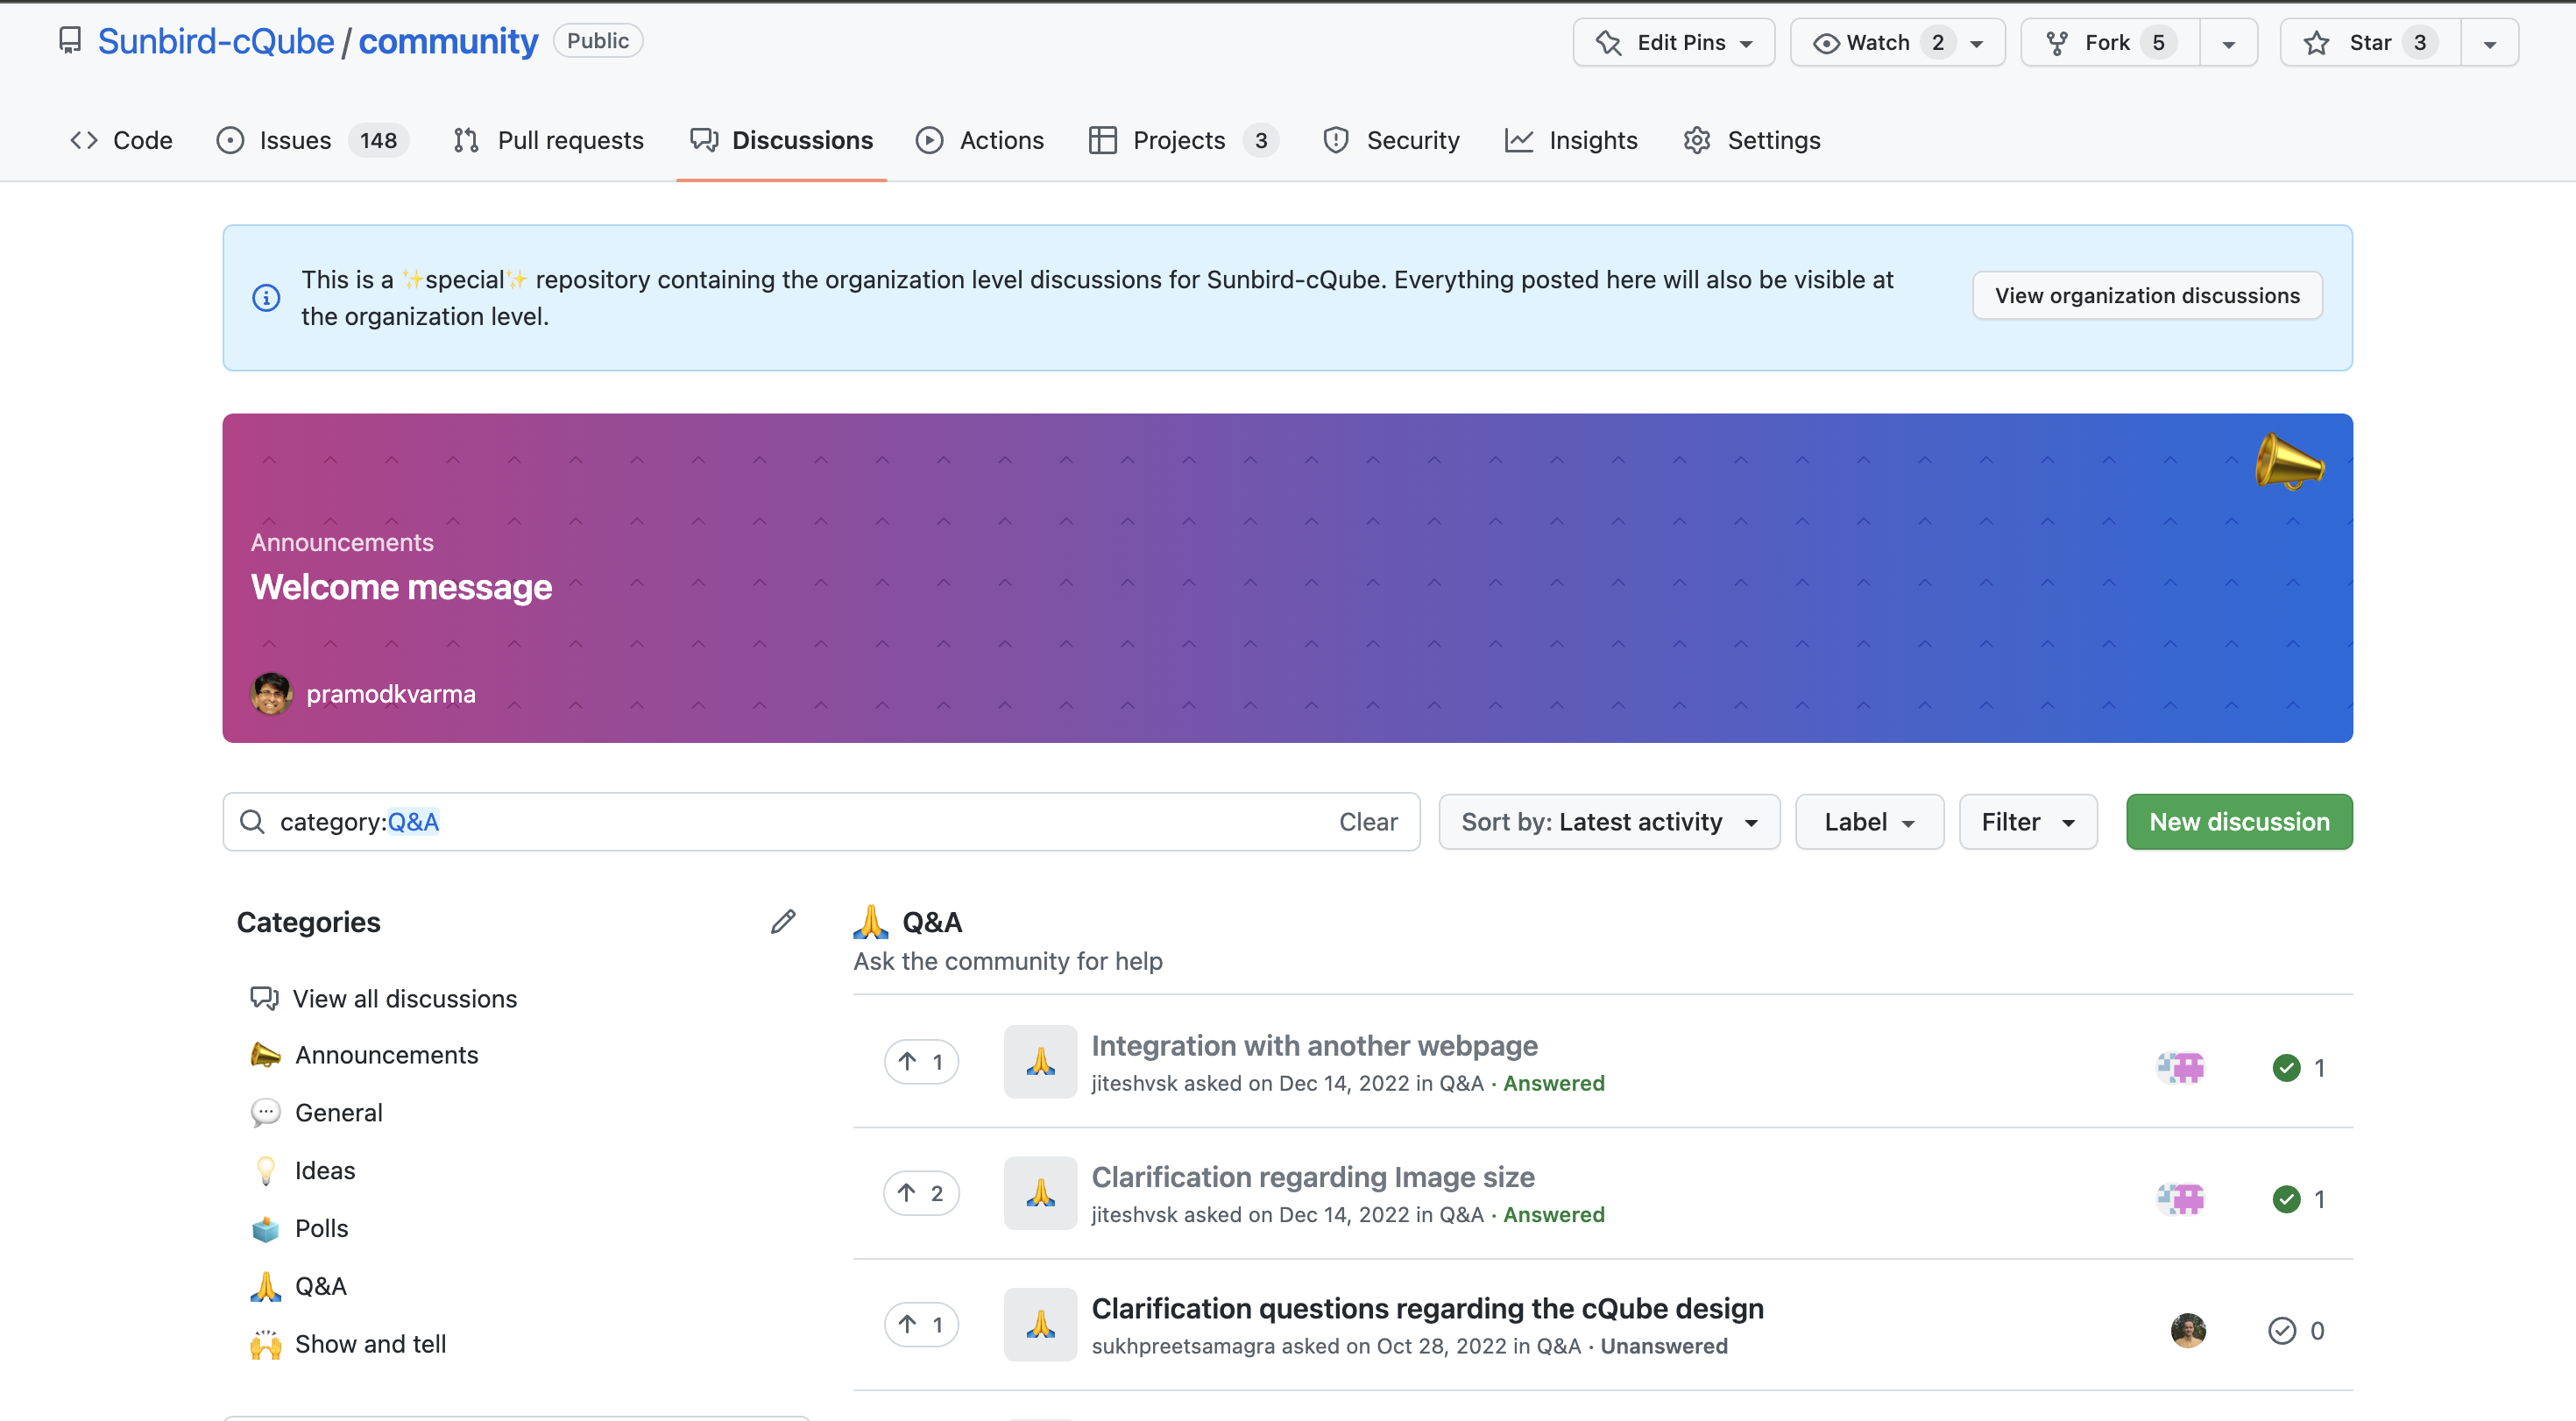 Sunbird-cQube / community Public
Edit Pins
Watch 2
Fork 5
Star 3
Code
Issues 148
Pull requests
Discussions
Actions
Projects 3
Security
Insights
Settings
This is a ✨special✨ repository containing the organization level discussions for Sunbird-cQube. Everything posted here will also be visible at
the organization level.
View organization discussions
Announcements
Welcome message
pramodkvarma
category:Q&A
Clear
Sort by: Latest activity
Label
Filter
New discussion
Categories
View all discussions
Announcements
General
Ideas
Polls
Q&A
Show and tell
Q&A
Ask the community for help
1
Integration with another webpage
jiteshvsk asked on Dec 14, 2022 in Q&A · Answered
1
2
Clarification regarding Image size
jiteshvsk asked on Dec 14, 2022 in Q&A · Answered
1
1
Clarification questions regarding the cQube design
sukhpreetsamagra asked on Oct 28, 2022 in Q&A · Unanswered
0